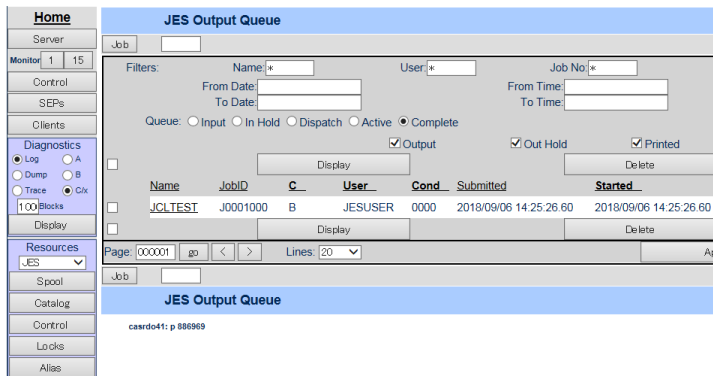 Home
Server
Monitor 1 15
Control
SEPs
Clients
Diagnostics
Log A
Dump B
Trace C/x
100 Blocks
Display
Resources
JES
Spool
Catalog
Control
Locks
Alias
JES Output Queue
Job
Filters: Name: * User: * Job No: *
From Date: From Time:
To Date: To Time:
Queue: Input In Hold Dispatch Active Complete
Output Out Hold Printed
Display Delete
Name JobID C User Cond Submitted Started
JCLTEST J0001000 B JESUSER 0000 2018/09/06 14:25:26.60 2018/09/06 14:25:26.60
Display Delete
Page: 000001 go < > Lines: 20
Job
JES Output Queue
casrdo41: p 886969